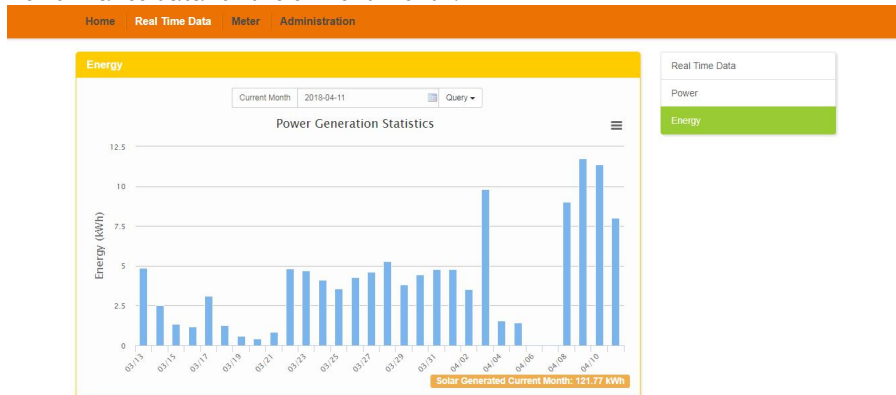 Home Real Time Data Meter Administration
Energy
Real Time Data
Power
Energy
Current Month 2018-04-11 Query
Power Generation Statistics
12.5
10
7.5
5
2.5
0
Energy (kWh)
03/13 03/15 03/17 03/19 03/21 03/23 03/25 03/27 03/29 03/31 04/02 04/04 04/06 04/08 04/10
Solar Generated Current Month: 121.77 kWh